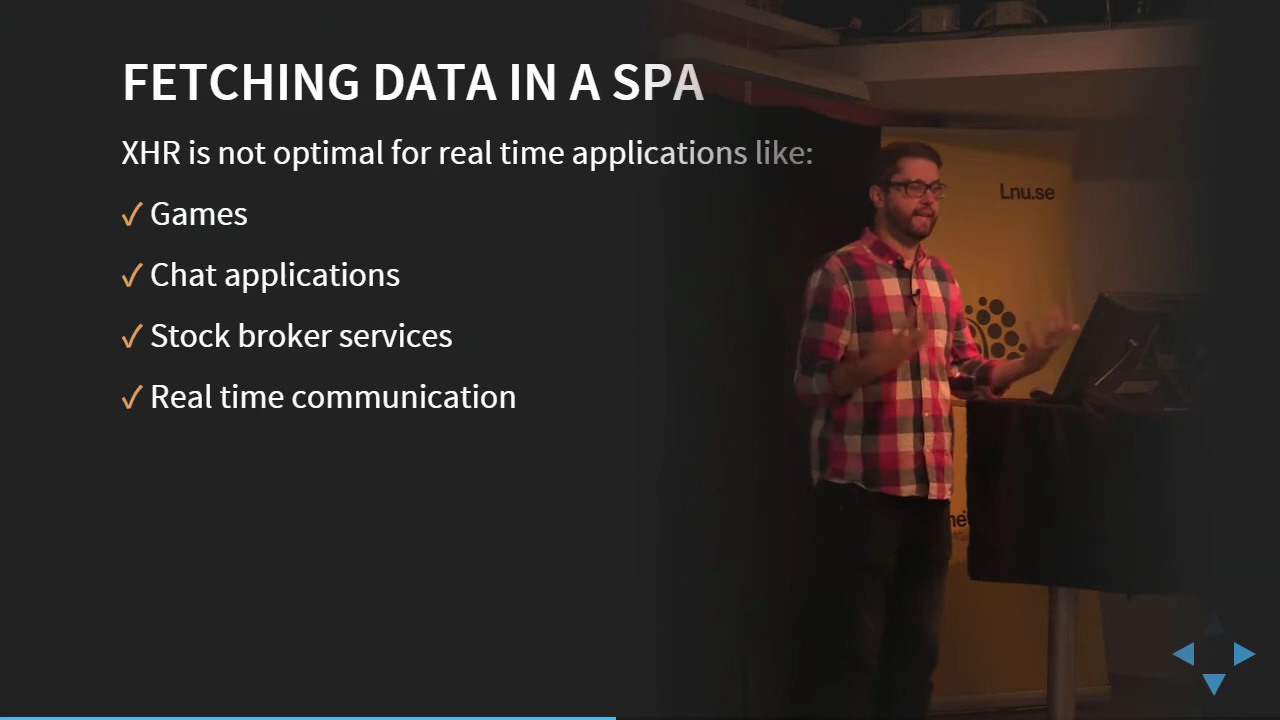 FETCHING DATA IN A SPA
XHR is not optimal for real time applications like:
✓ Games
✓ Chat applications
✓ Stock broker services
✓ Real time communication
Lnu.se